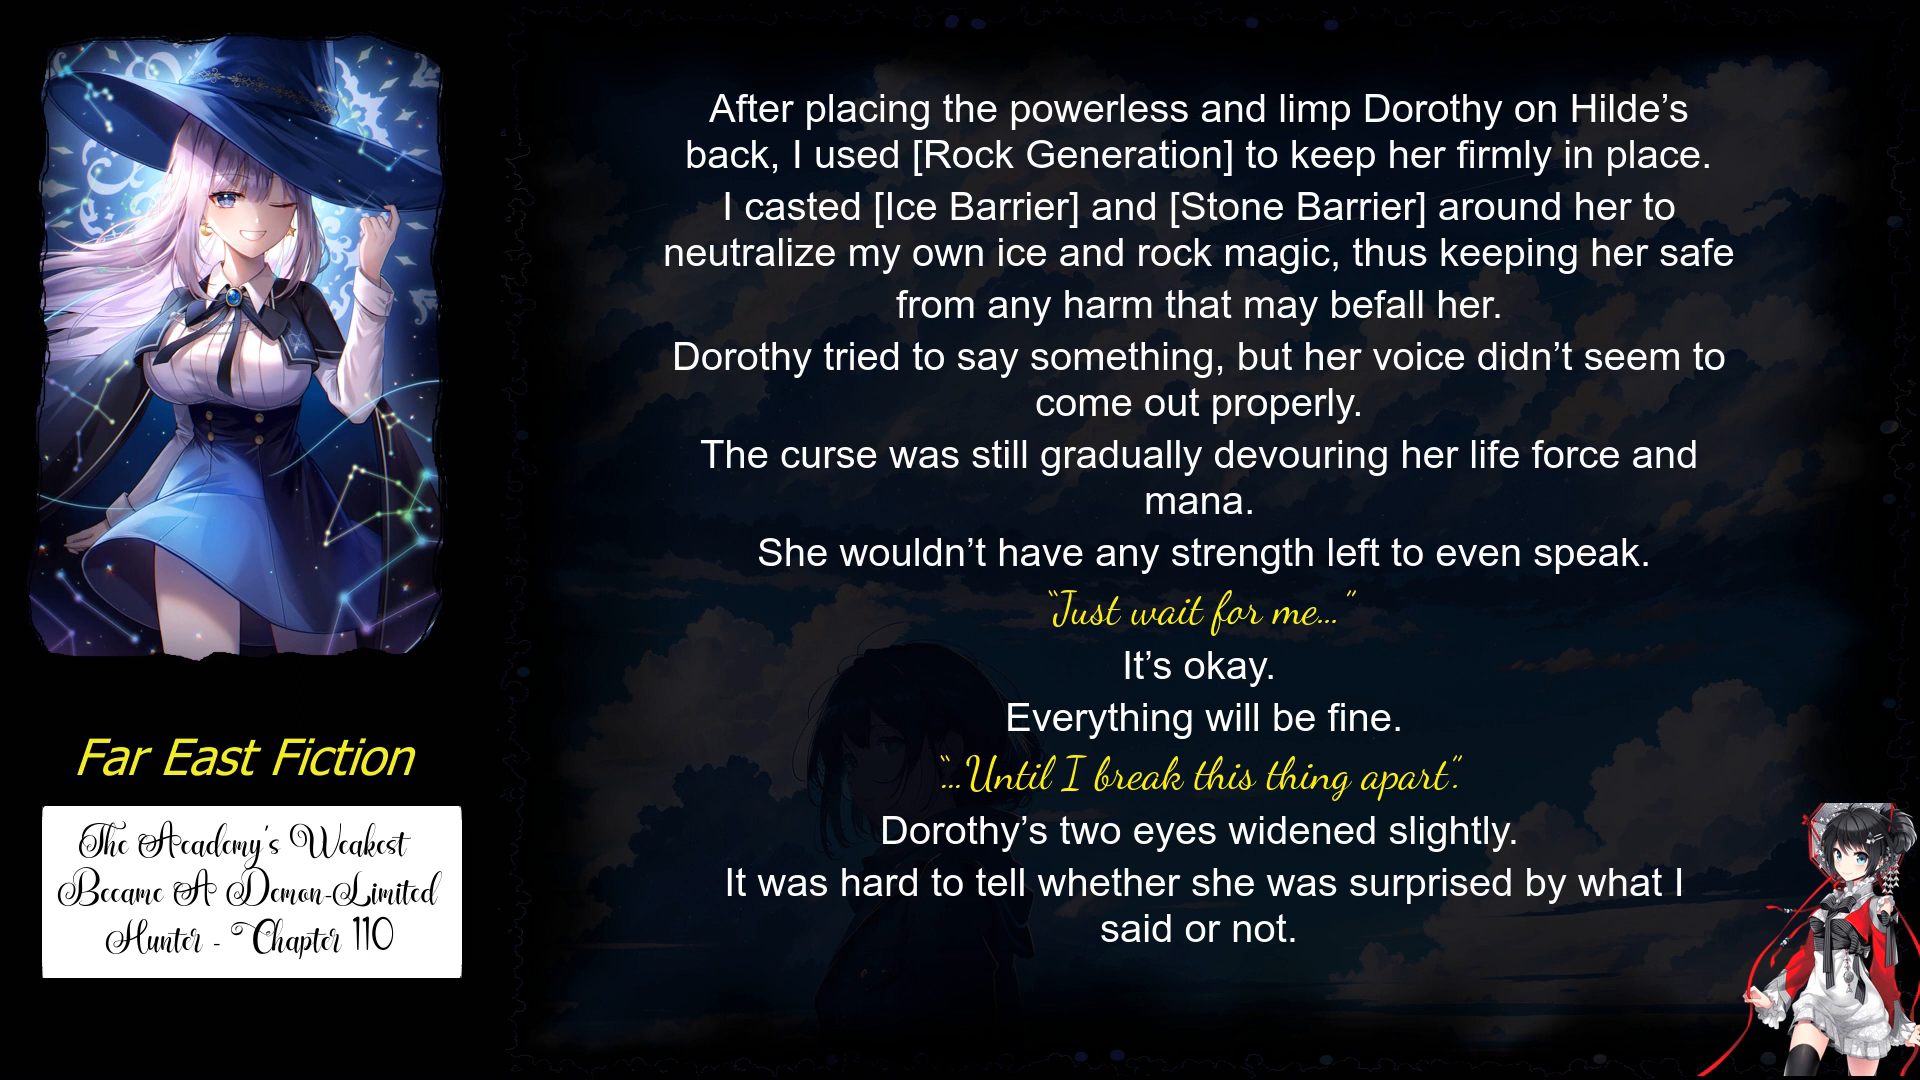 After placing the powerless and limp Dorothy on Hilde’s
back, I used [Rock Generation] to keep her firmly in place.
I casted [Ice Barrier] and [Stone Barrier] around her to
neutralize my own ice and rock magic, thus keeping her safe
from any harm that may befall her.
Dorothy tried to say something, but her voice didn’t seem to
come out properly.
The curse was still gradually devouring her life force and
mana.
She wouldn’t have any strength left to even speak.
“Just wait for me...”
It’s okay.
Everything will be fine.
“...Until I break this thing apart”.
Dorothy’s two eyes widened slightly.
It was hard to tell whether she was surprised by what I
said or not.
Far East Fiction
The Academy's Weakest
Became A Demon-Limited
Hunter - Chapter 110